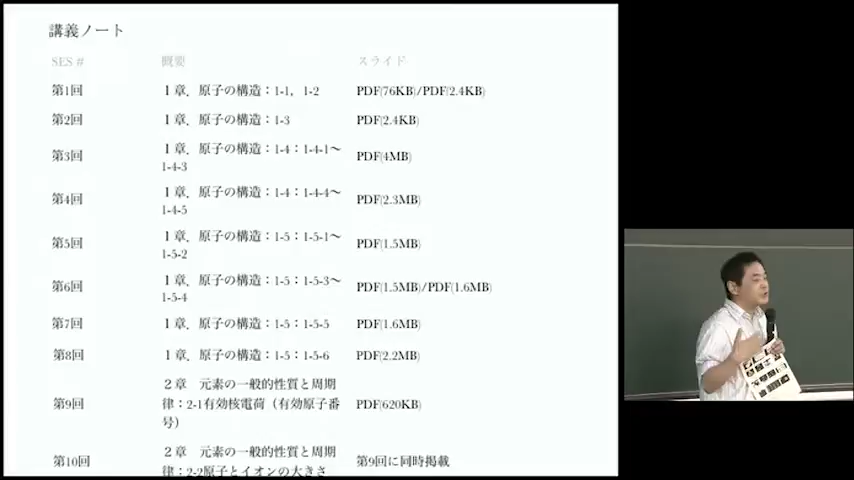 講義ノート
SES # 概要 スライド
第1回 1章．原子の構造：1-1，1-2 PDF(76KB)/PDF(2.4KB)
第2回 1章．原子の構造：1-3 PDF(2.4KB)
第3回 1章．原子の構造：1-4：1-4-1～
1-4-3 PDF(4MB)
第4回 1章．原子の構造：1-4：1-4-4～
1-4-5 PDF(2.3MB)
第5回 1章．原子の構造：1-5：1-5-1～
1-5-2 PDF(1.5MB)
第6回 1章．原子の構造：1-5：1-5-3～
1-5-4 PDF(1.5MB)/PDF(1.6MB)
第7回 1章．原子の構造：1-5：1-5-5 PDF(1.6MB)
第8回 1章．原子の構造：1-5：1-5-6 PDF(2.2MB)
第9回 2章　元素の一般的性質と周期
律：2-1有効核電荷（有効原子番
号） PDF(620KB)
第10回 2章　元素の一般的性質と周期
律：2-2原子とイオンの大きさ 第9回に同時掲載